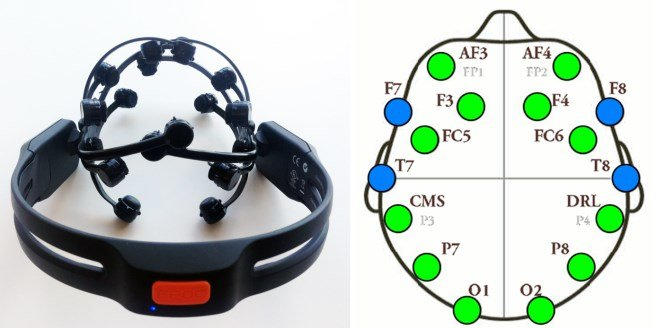 AF3 AF4
FP1 FP2
F7 F8
F3 F4
FC5 FC6
T7 T8
CMS DRL
P3 P4
P7 P8
O1 O2